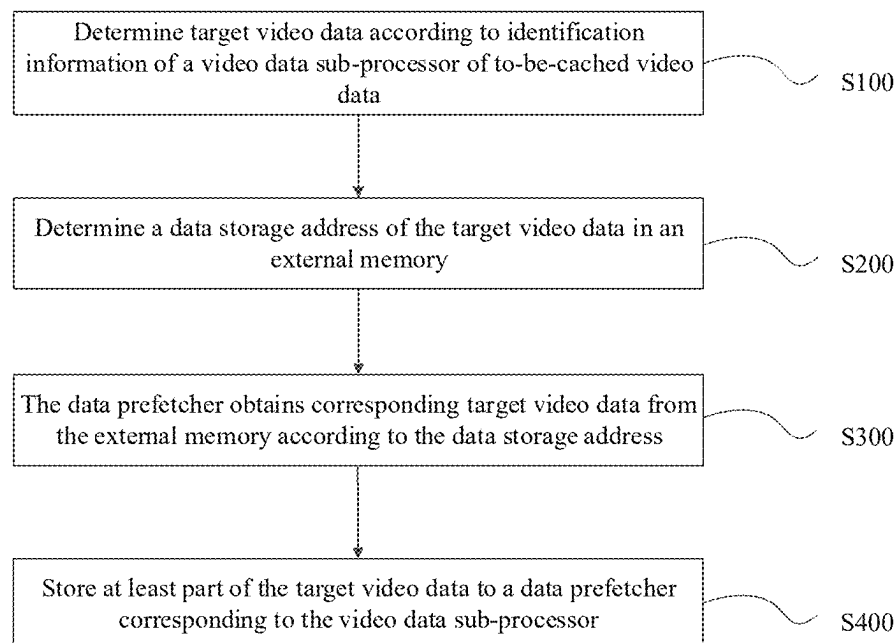 Determine target video data according to identification
information of a video data sub-processor of to-be-cached video
data
S100
Determine a data storage address of the target video data in an
external memory
S200
The data prefetcher obtains corresponding target video data from
the external memory according to the data storage address
S300
Store at least part of the target video data to a data prefetcher
corresponding to the video data sub-processor
S400